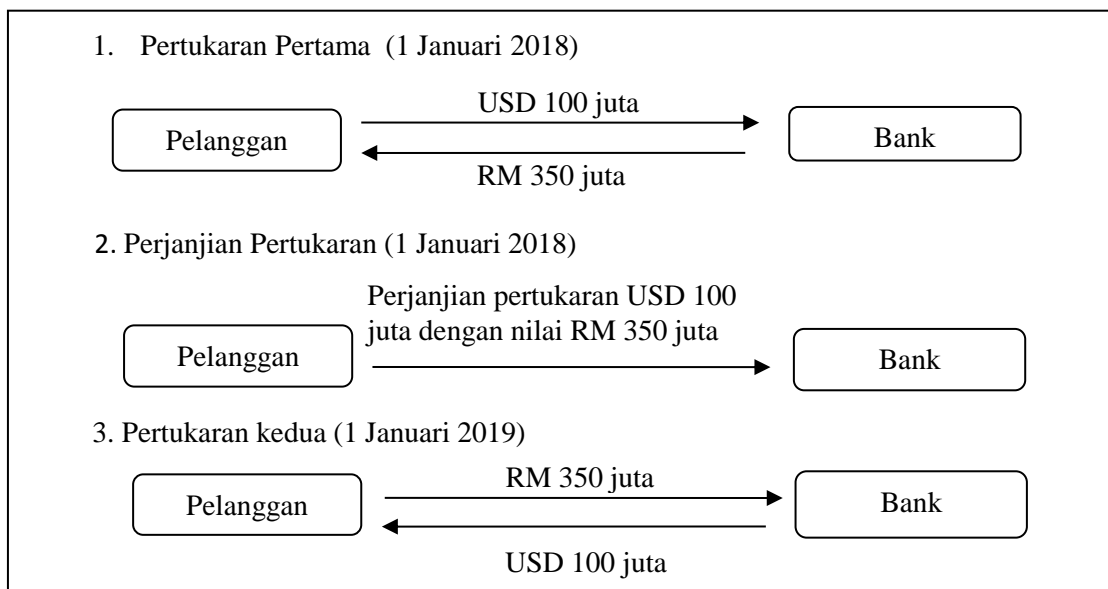 1. Pertukaran Pertama (1 Januari 2018)
USD 100 juta
Pelanggan
Bank
RM 350 juta
2. Perjanjian Pertukaran (1 Januari 2018)
Perjanjian pertukaran USD 100
juta dengan nilai RM 350 juta
Pelanggan
Bank
3. Pertukaran kedua (1 Januari 2019)
RM 350 juta
Pelanggan
Bank
USD 100 juta